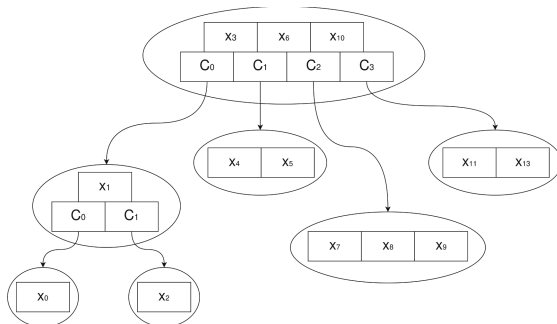 x₃ x₆ x₁₀
C₀ C₁ C₂ C₃
x₄ x₅
x₁₁ x₁₃
x₁
C₀ C₁
x₇ x₈ x₉
x₀
x₂